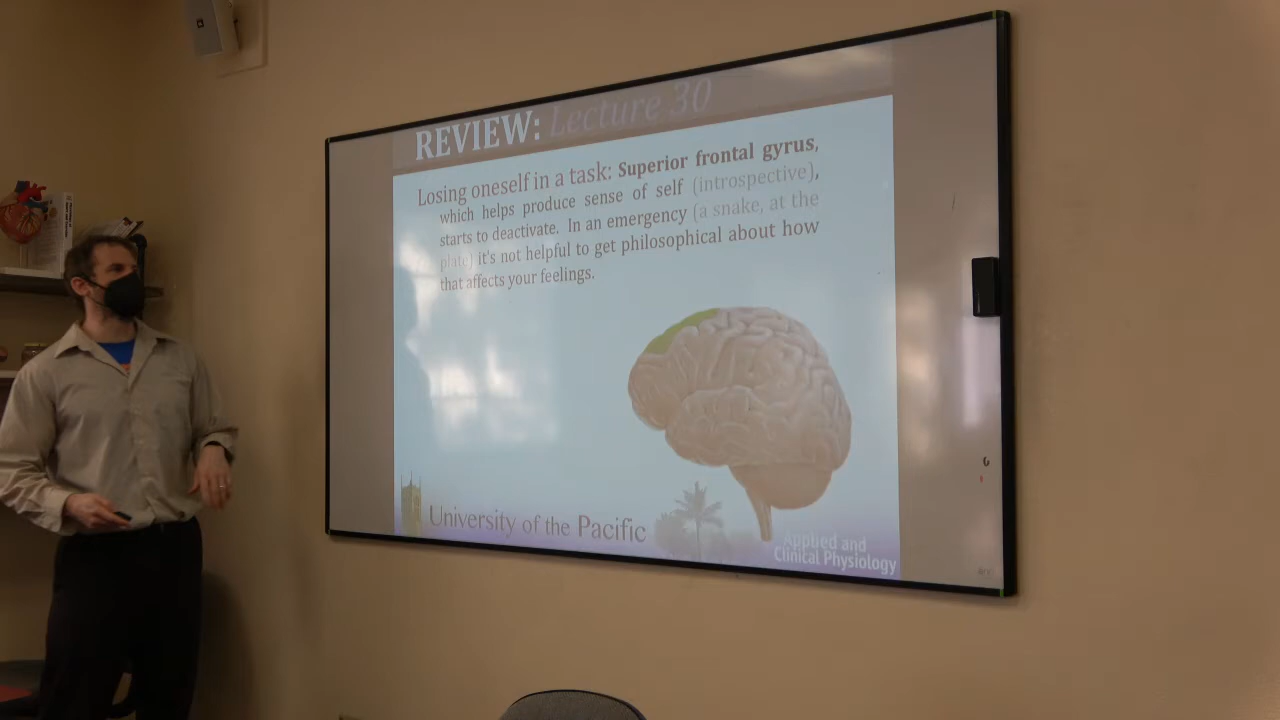 REVIEW: Lecture 30
Losing oneself in a task: Superior frontal gyrus,
which helps produce sense of self (introspective),
starts to deactivate. In an emergency (a snake, at the
plate) it's not helpful to get philosophical about how
that affects your feelings.
University of the Pacific
Applied and
Clinical Physiology